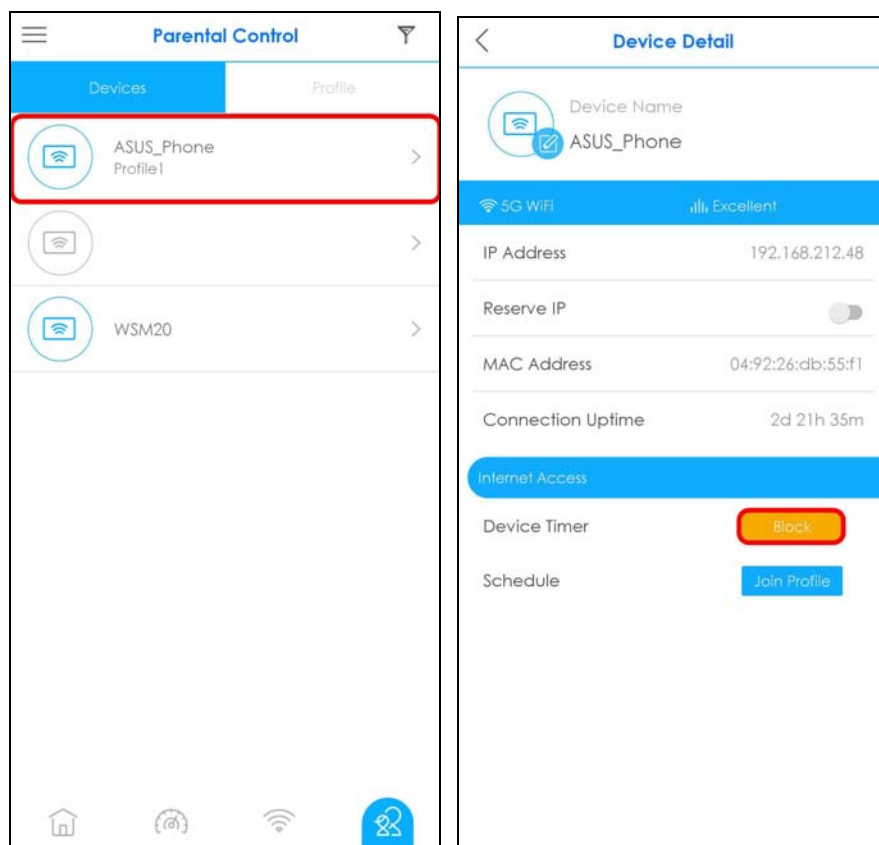 Parental Control
Devices
Profile
ASUS_Phone
Profile1
WSM20
Device Detail
Device Name
ASUS_Phone
5G WiFi
Excellent
IP Address
192.168.212.48
Reserve IP
MAC Address
04:92:26:db:55:f1
Connection Uptime
2d 21h 35m
Internet Access
Device Timer
Block
Schedule
Join Profile